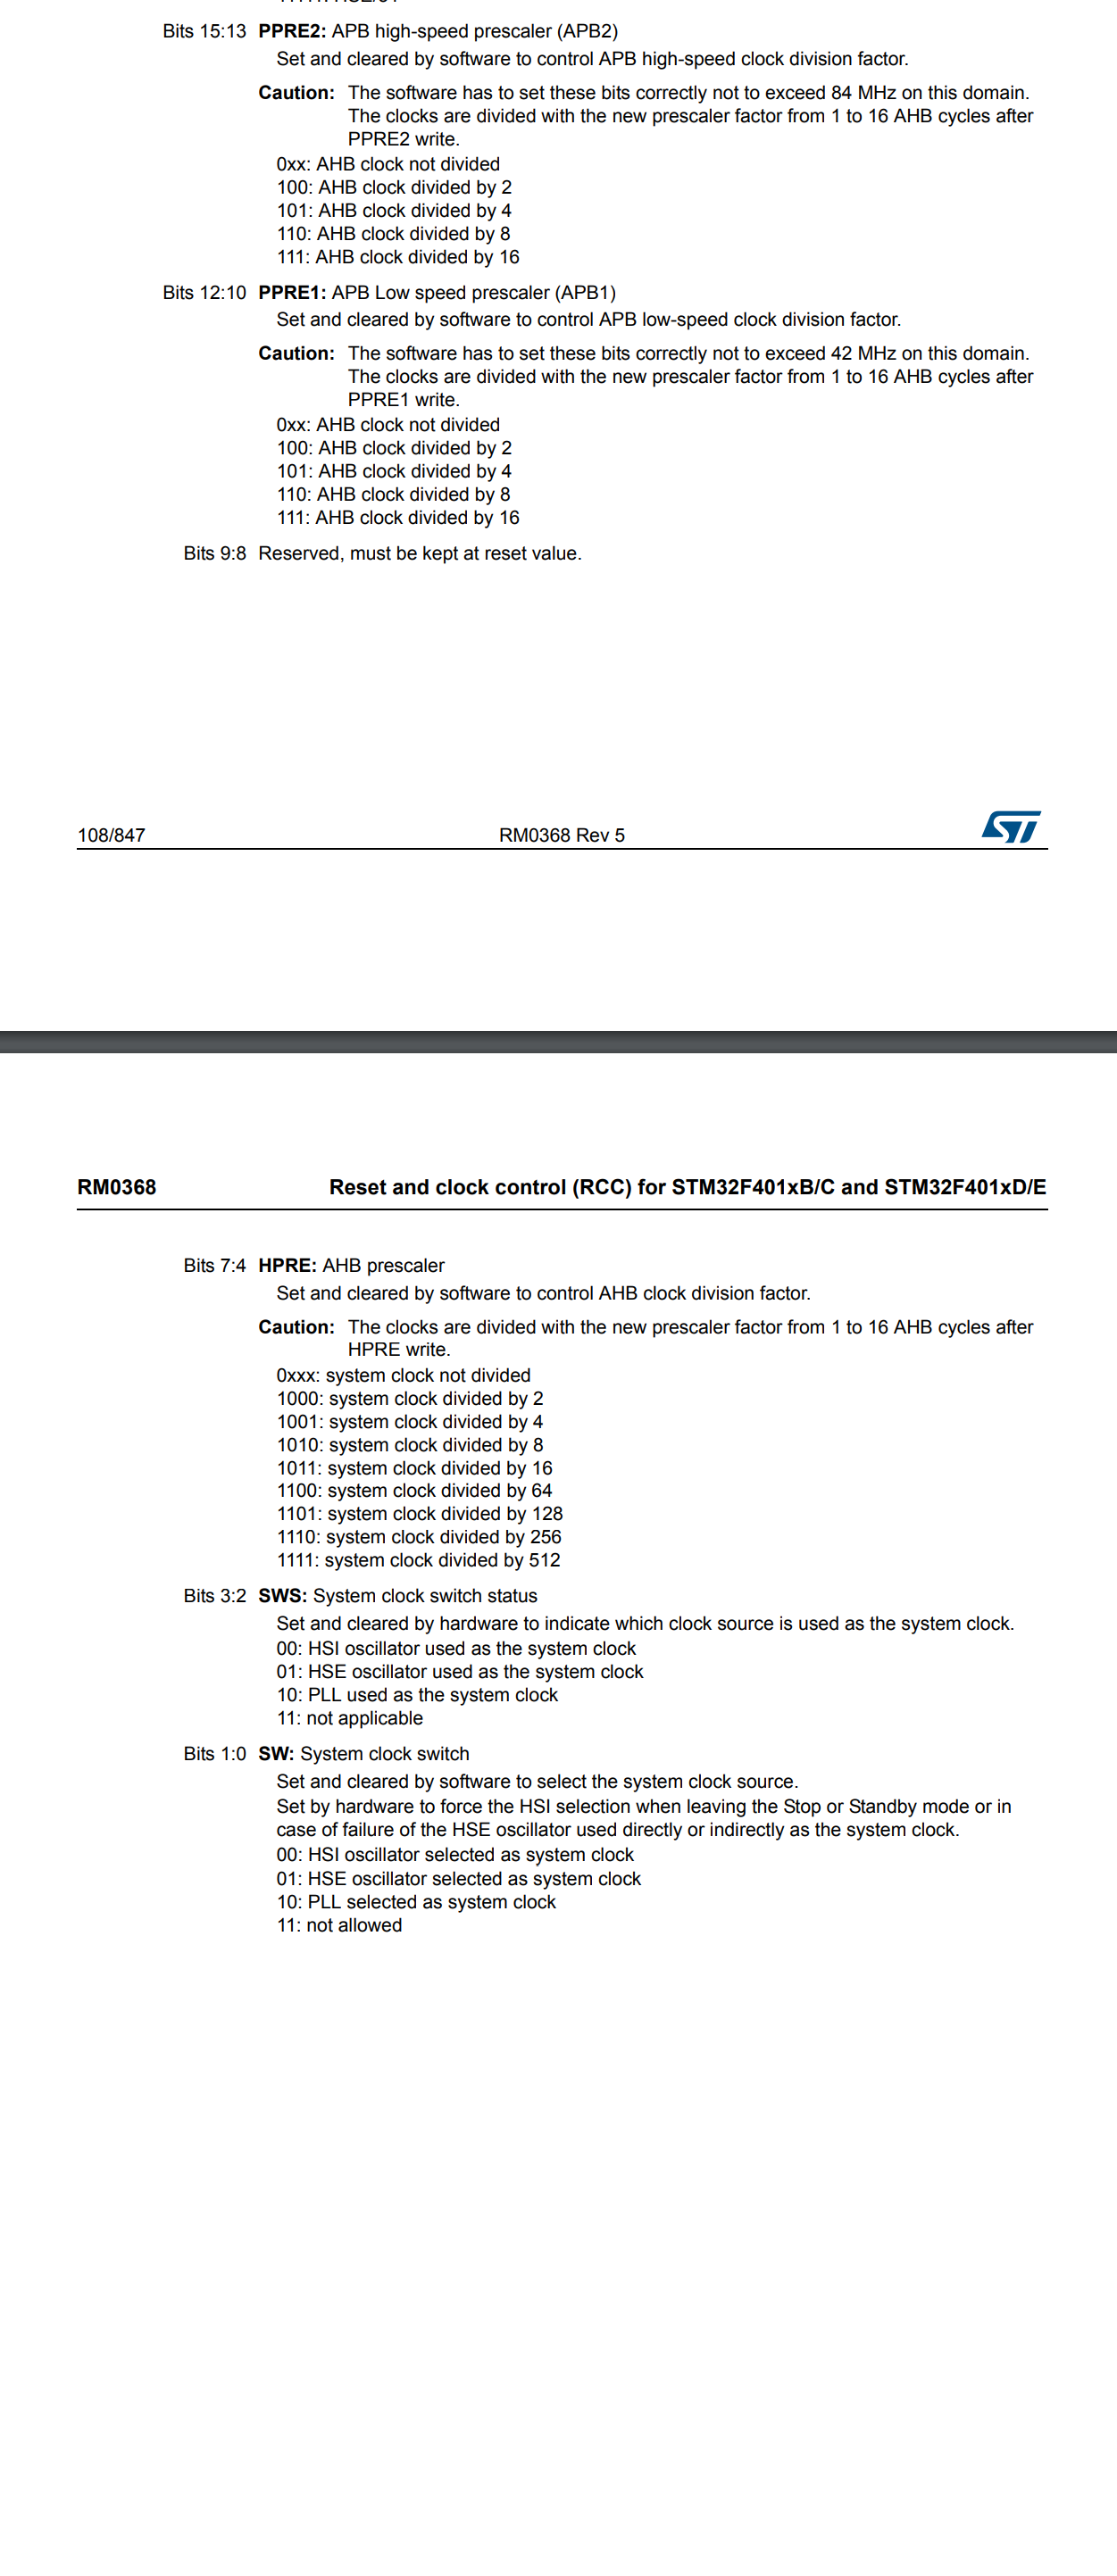 Bits 15:13 PPRE2: APB high-speed prescaler (APB2)
Set and cleared by software to control APB high-speed clock division factor.
Caution: The software has to set these bits correctly not to exceed 84 MHz on this domain.
The clocks are divided with the new prescaler factor from 1 to 16 AHB cycles after
PPRE2 write.
0xx: AHB clock not divided
100: AHB clock divided by 2
101: AHB clock divided by 4
110: AHB clock divided by 8
111: AHB clock divided by 16
Bits 12:10 PPRE1: APB Low speed prescaler (APB1)
Set and cleared by software to control APB low-speed clock division factor.
Caution: The software has to set these bits correctly not to exceed 42 MHz on this domain.
The clocks are divided with the new prescaler factor from 1 to 16 AHB cycles after
PPRE1 write.
0xx: AHB clock not divided
100: AHB clock divided by 2
101: AHB clock divided by 4
110: AHB clock divided by 8
111: AHB clock divided by 16
Bits 9:8 Reserved, must be kept at reset value.
108/847 RM0368 Rev 5 ST
RM0368 Reset and clock control (RCC) for STM32F401xB/C and STM32F401xD/E
Bits 7:4 HPRE: AHB prescaler
Set and cleared by software to control AHB clock division factor.
Caution: The clocks are divided with the new prescaler factor from 1 to 16 AHB cycles after
HPRE write.
0xxx: system clock not divided
1000: system clock divided by 2
1001: system clock divided by 4
1010: system clock divided by 8
1011: system clock divided by 16
1100: system clock divided by 64
1101: system clock divided by 128
1110: system clock divided by 256
1111: system clock divided by 512
Bits 3:2 SWS: System clock switch status
Set and cleared by hardware to indicate which clock source is used as the system clock.
00: HSI oscillator used as the system clock
01: HSE oscillator used as the system clock
10: PLL used as the system clock
11: not applicable
Bits 1:0 SW: System clock switch
Set and cleared by software to select the system clock source.
Set by hardware to force the HSI selection when leaving the Stop or Standby mode or in
case of failure of the HSE oscillator used directly or indirectly as the system clock.
00: HSI oscillator selected as system clock
01: HSE oscillator selected as system clock
10: PLL selected as system clock
11: not allowed